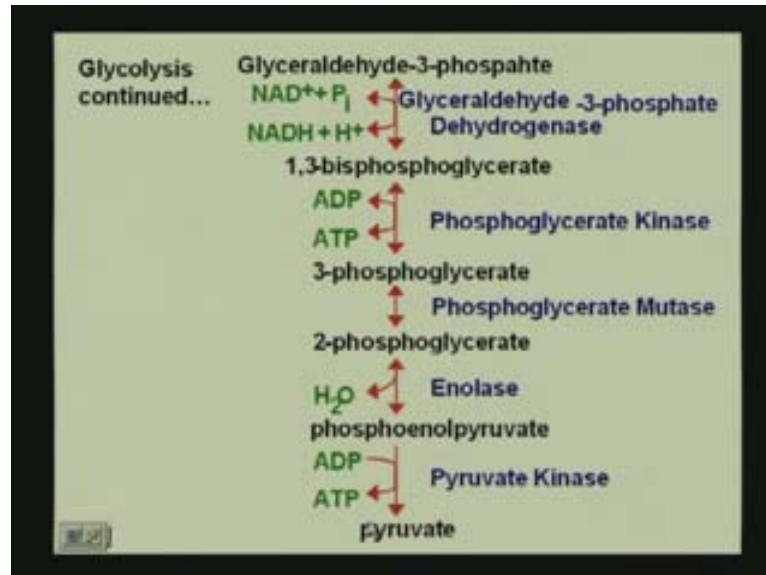 Glycolysis
continued...
Glyceraldehyde-3-phospahte
NAD⁺+Pi
Glyceraldehyde -3-phosphate
NADH+H⁺
Dehydrogenase
1,3-bisphosphoglycerate
ADP
Phosphoglycerate Kinase
ATP
3-phosphoglycerate
Phosphoglycerate Mutase
2-phosphoglycerate
H₂O
Enolase
phosphoenolpyruvate
ADP
Pyruvate Kinase
ATP
pyruvate